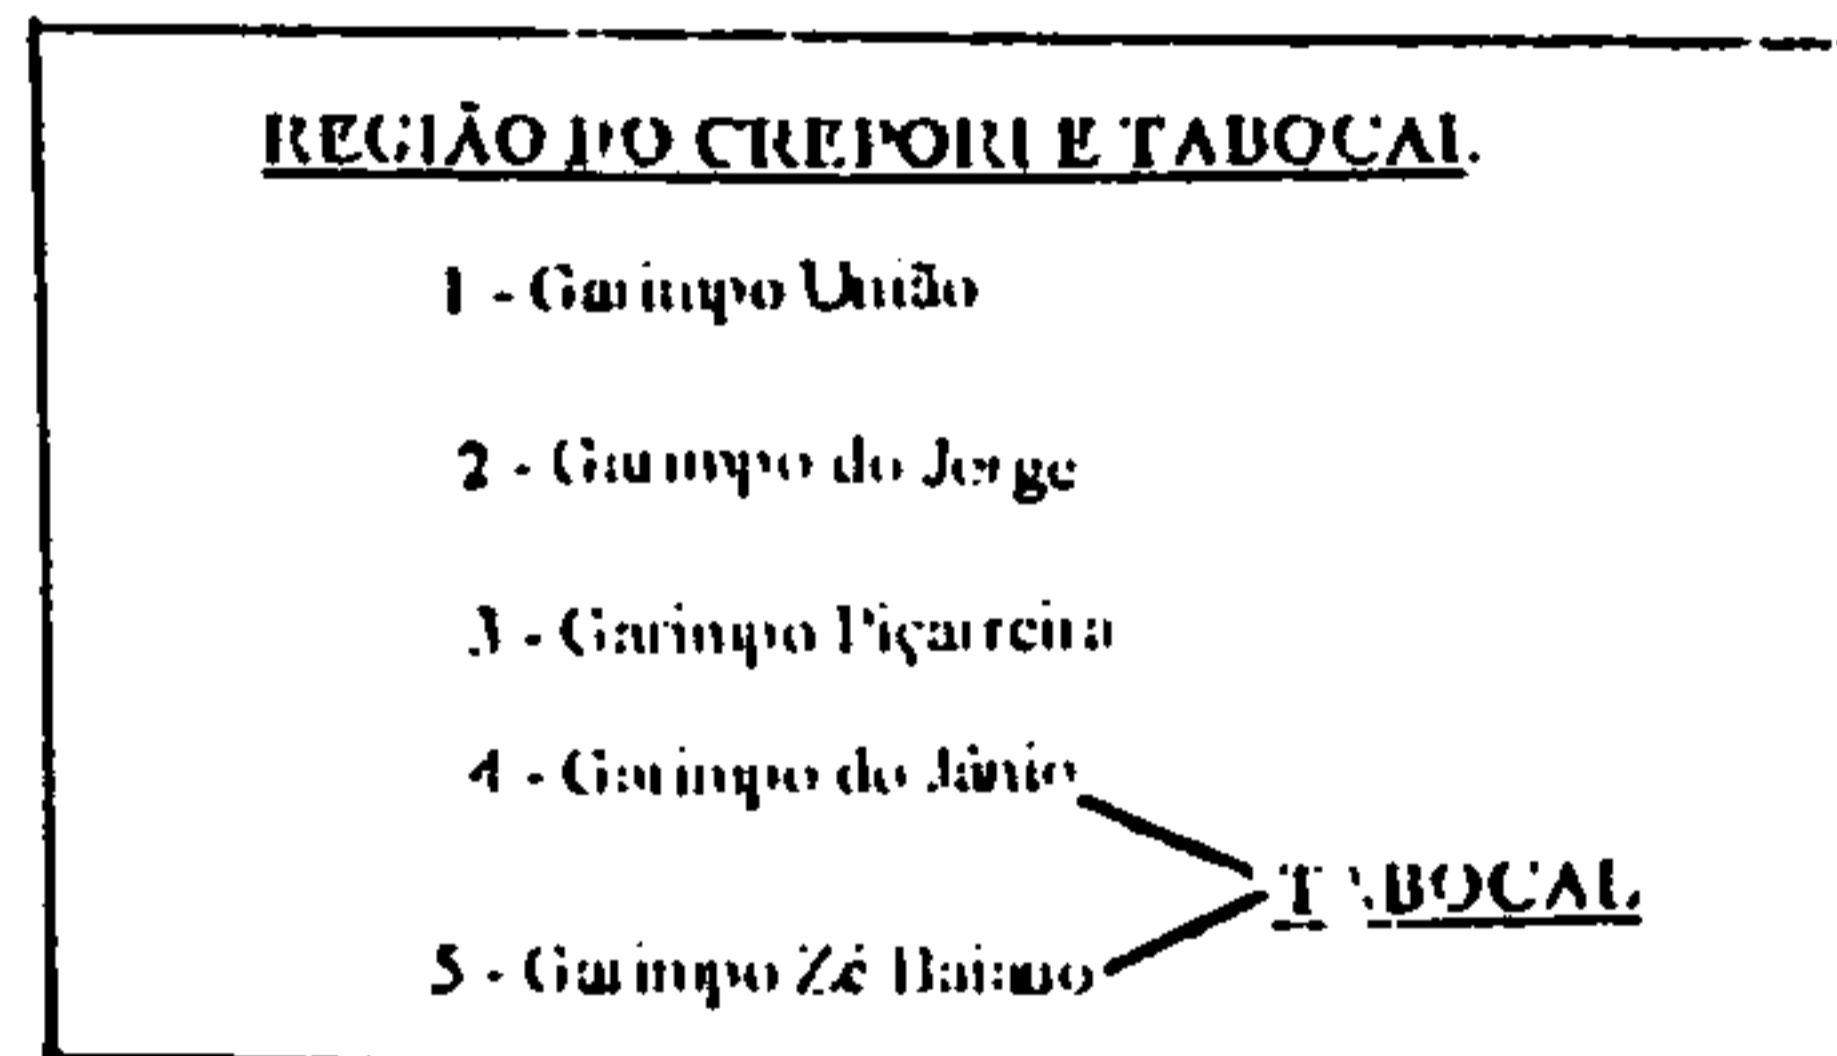 REGIÃO DO CREPORI E TABOCAL
1 - Garimpo União
2 - Garimpo do Jorge
3 - Garimpo Piçarreira
4 - Garimpo do Jânio
TABOCAL
5 - Garimpo Zé Baiano